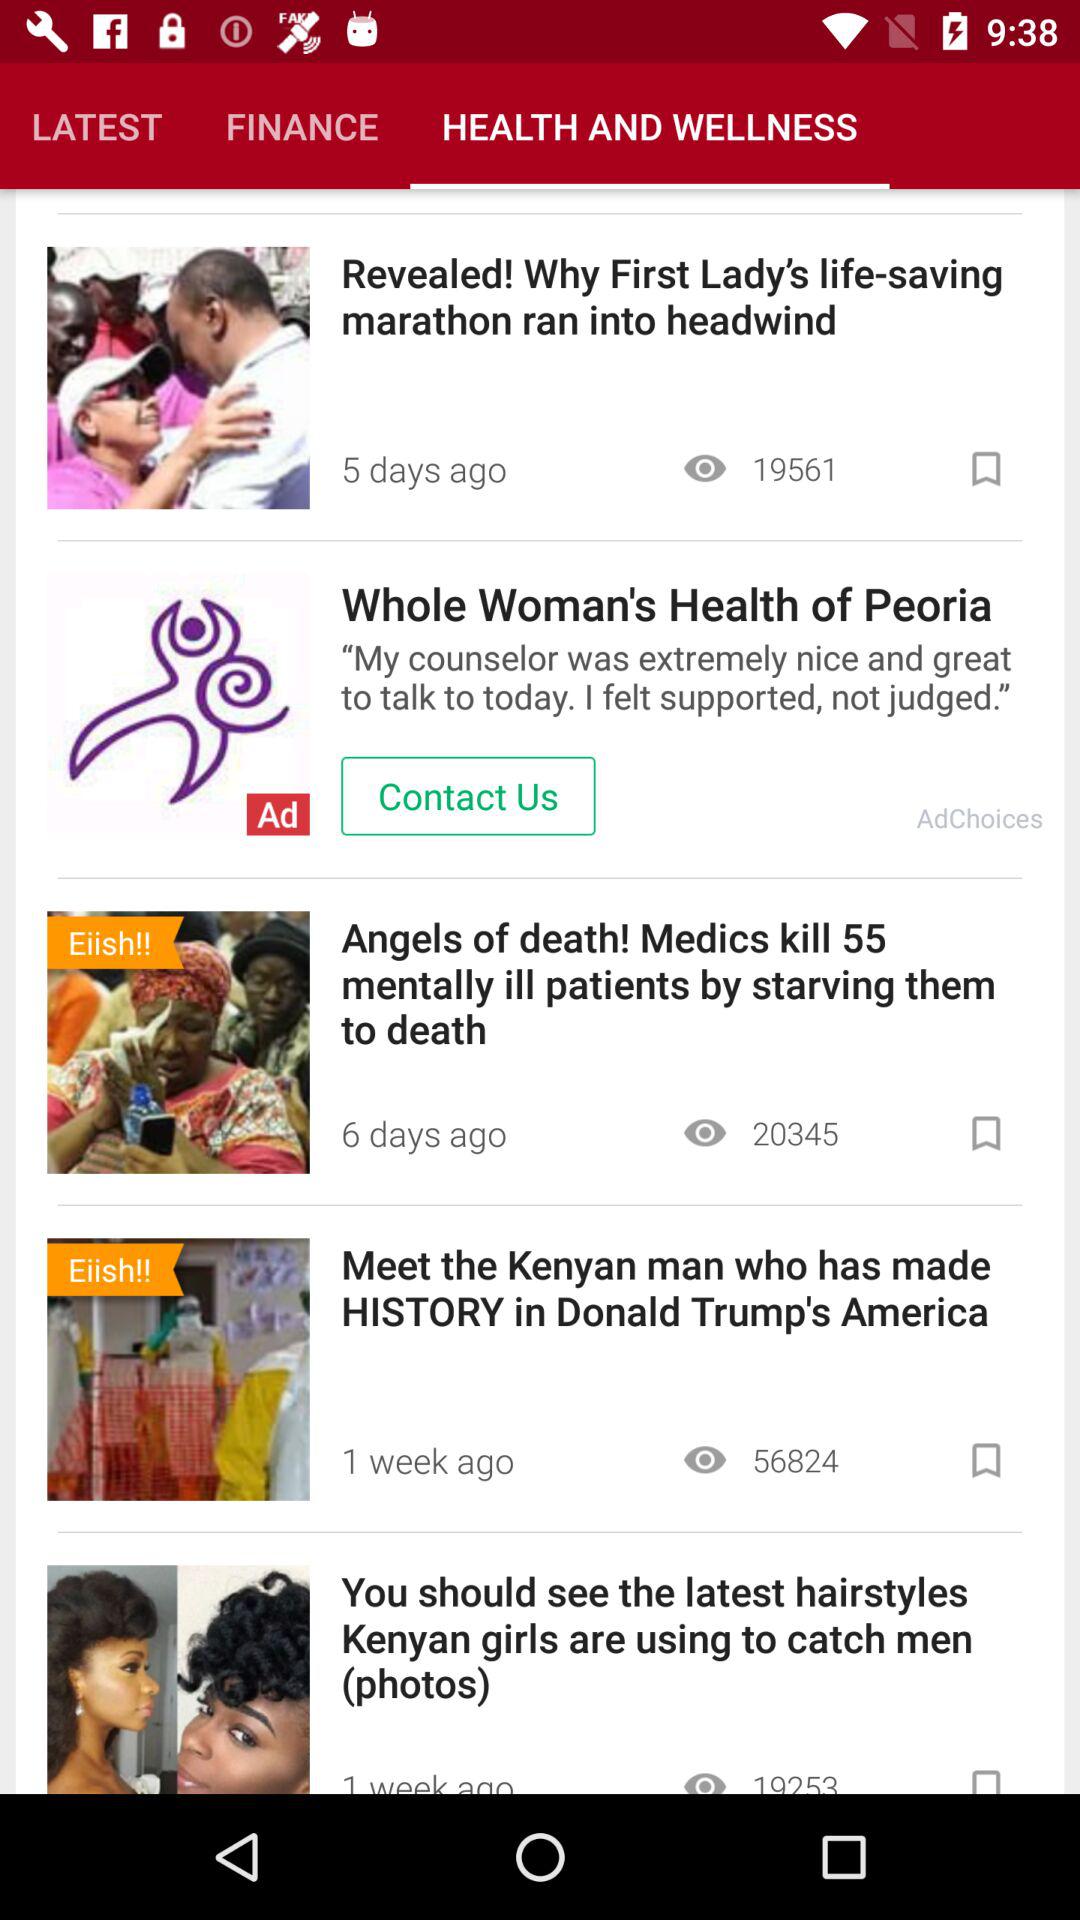 FAKE
9:38
LATEST
FINANCE
HEALTH AND WELLNESS
Revealed! Why First Lady’s life-saving
marathon ran into headwind
5 days ago
19561
Whole Woman's Health of Peoria
“My counselor was extremely nice and great
to talk to today. I felt supported, not judged.”
Ad
Contact Us
AdChoices
Eiish!!
Angels of death! Medics kill 55
mentally ill patients by starving them
to death
6 days ago
20345
Eiish!!
Meet the Kenyan man who has made
HISTORY in Donald Trump's America
1 week ago
56824
You should see the latest hairstyles
Kenyan girls are using to catch men
(photos)
1 week ago
19253